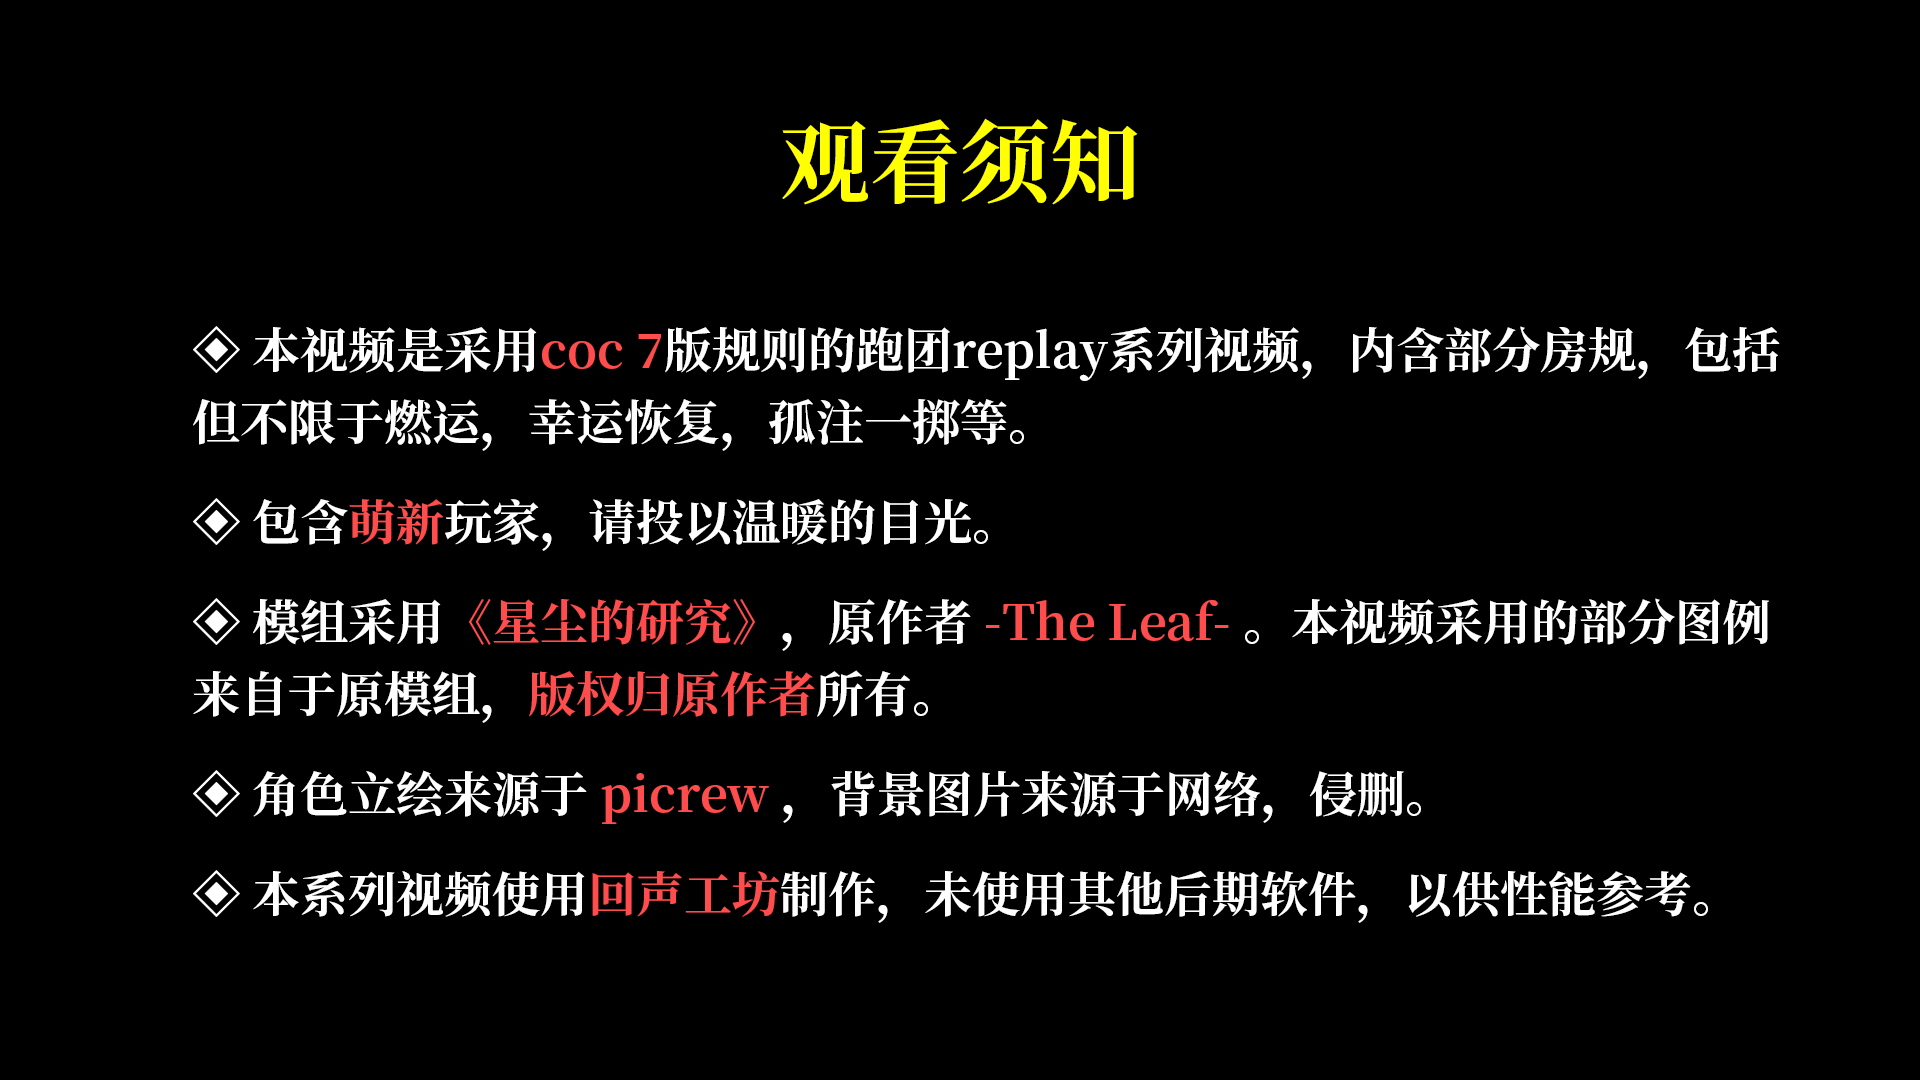 观看须知
◈ 本视频是采用coc 7版规则的跑团replay系列视频，内含部分房规，包括
但不限于燃运，幸运恢复，孤注一掷等。
◈ 包含萌新玩家，请投以温暖的目光。
◈ 模组采用《星尘的研究》，原作者 -The Leaf- 。本视频采用的部分图例
来自于原模组，版权归原作者所有。
◈ 角色立绘来源于 picrew ，背景图片来源于网络，侵删。
◈ 本系列视频使用回声工坊制作，未使用其他后期软件，以供性能参考。